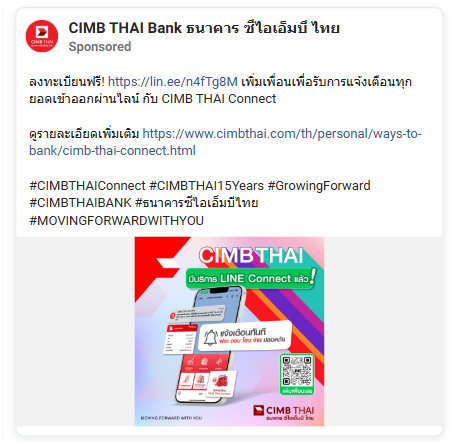 CIMB THAI Bank ธนาคาร ซีไอเอ็มบี ไทย
Sponsored
ลงทะเบียนฟรี! https://lin.ee/n4fTg8M เพิ่มเพื่อนเพื่อรับการแจ้งเตือนทุก
ยอดเข้าออกผ่านไลน์ กับ CIMB THAI Connect
ดูรายละเอียดเพิ่มเติม https://www.cimbthai.com/th/personal/ways-to-
bank/cimb-thai-connect.html
#CIMBTHAIConnect #CIMBTHAI15Years #GrowingForward
#CIMBTHAIBANK #ธนาคารซีไอเอ็มบีไทย
#MOVINGFORWARDWITHYOU
CIMBTHAI
มีบริการ LINE Connect แล้ว!
แจ้งเตือนทันที
ฝาก ถอน โอน จ่าย ปลอดภัย
เพิ่มเพื่อนเลย
CIMB THAI
ธนาคาร ซีไอเอ็มบี ไทย
MOVING FORWARD WITH YOU